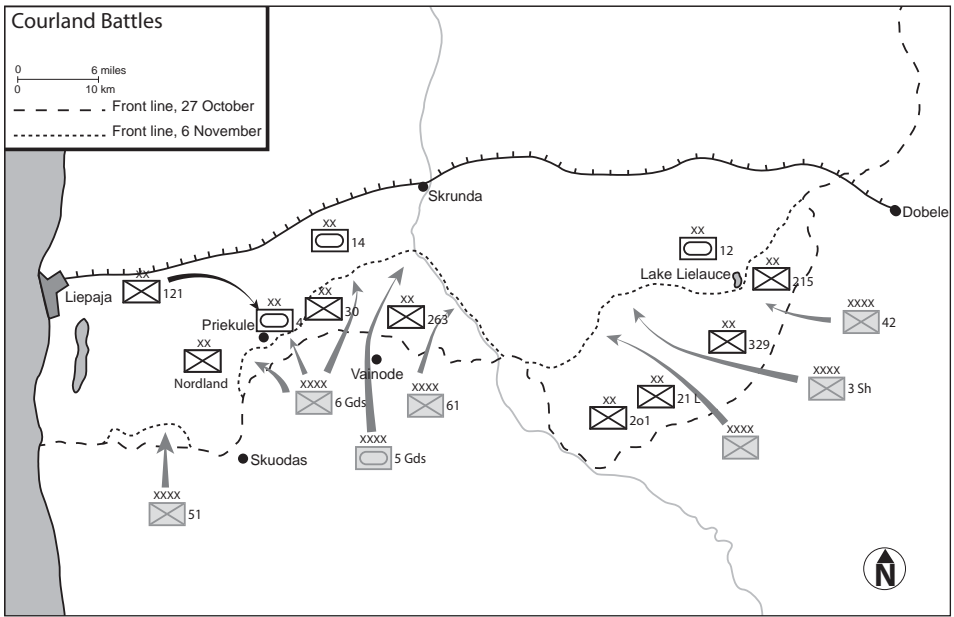 Courland Battles
0 6 miles
0 10 km
Front line, 27 October
Front line, 6 November
Skrunda
Dobele
XX
14
XX
12
Lake Lielauce
XX
215
Liepaja
XX
121
XX
4
XX
30
XX
263
XXXX
42
Priekule
XX
329
XX
Nordland
Vainode
XXXX
6 Gds
XXXX
61
XX
21 L
XXXX
3 Sh
XX
2o1
XXXX
XXXX
5 Gds
Skuodas
XXXX
51
N